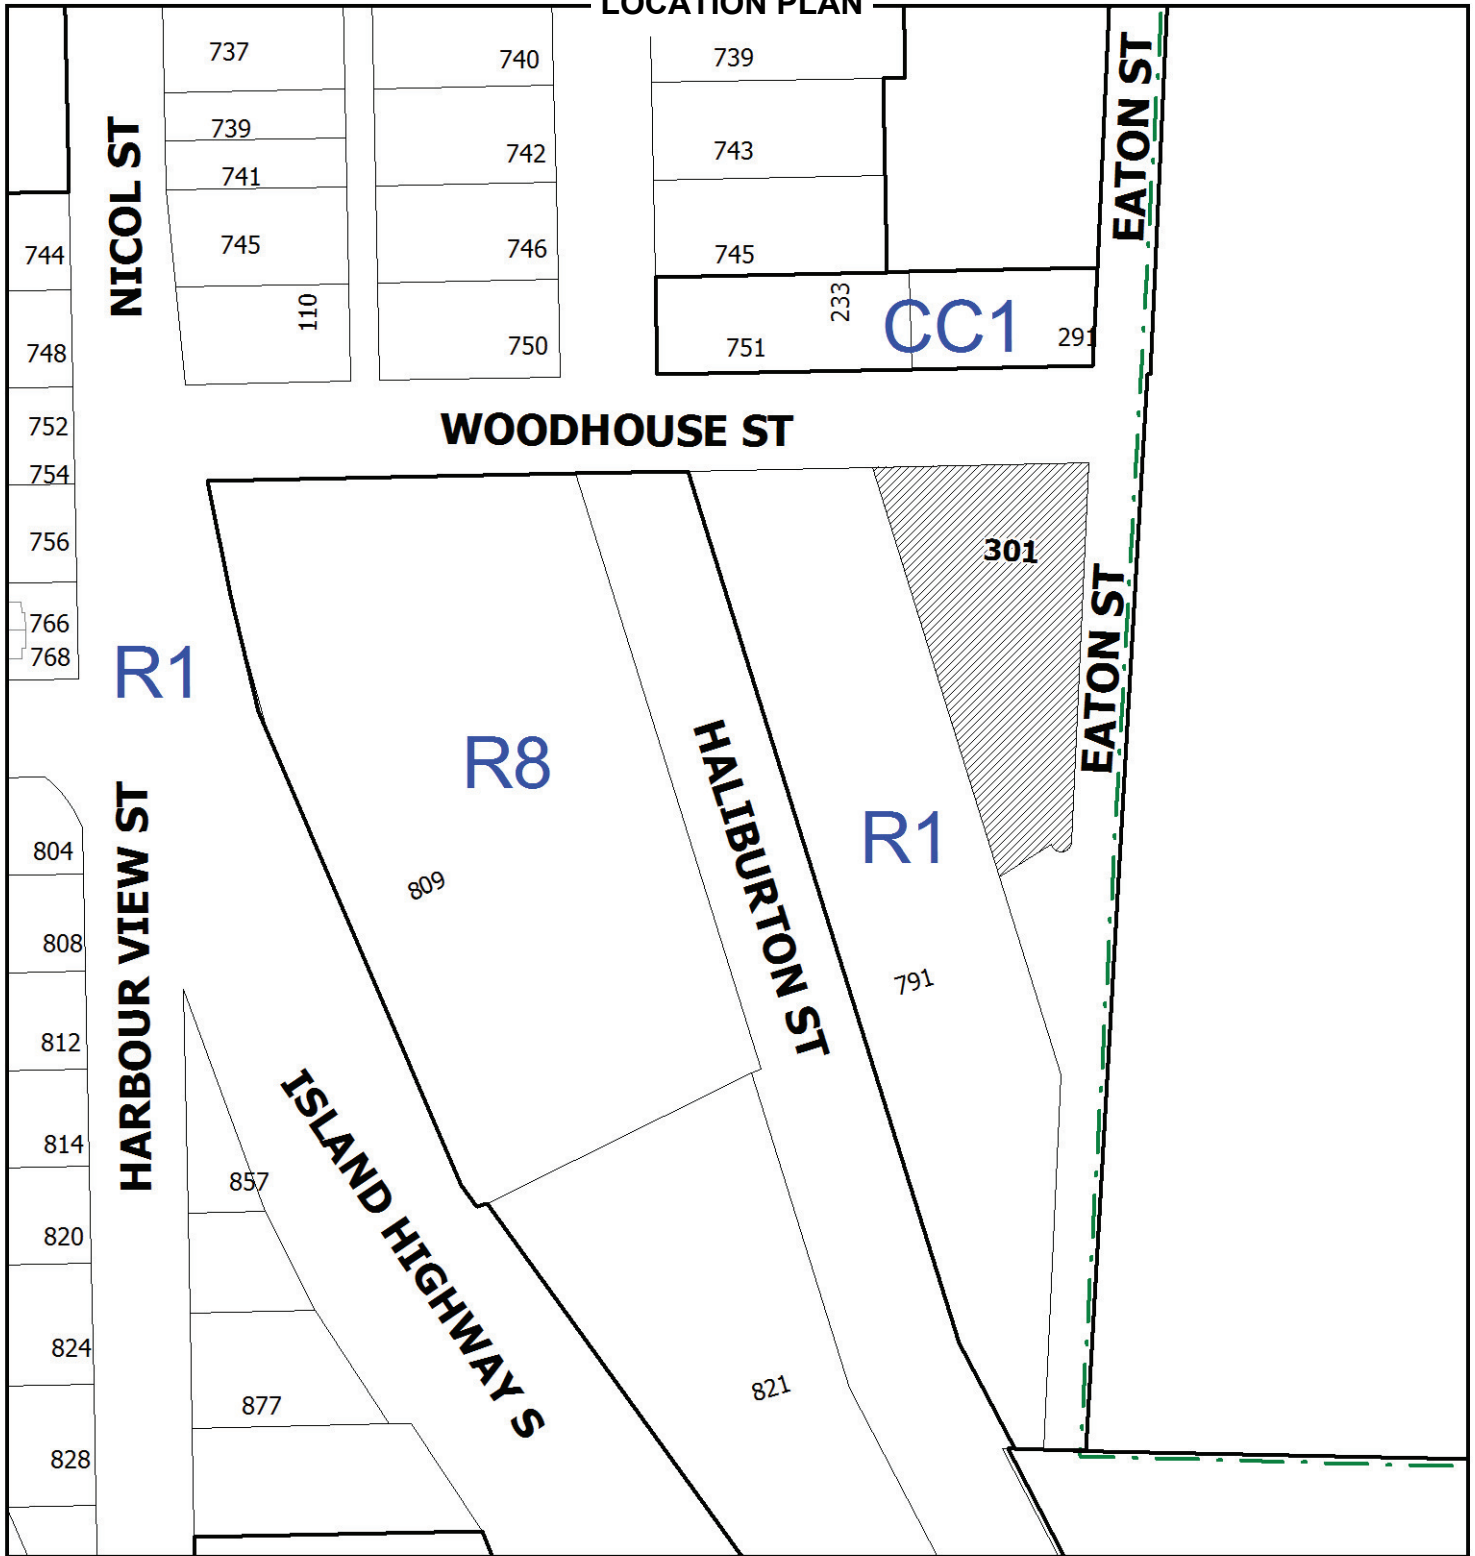 LOCATION PLAN
737
740
739
EATON ST
NICOL ST
739
742
743
741
744
745
746
745
110
233
CC1
291
748
750
751
752
WOODHOUSE ST
754
756
301
766
768
R1
EATON ST
R8
HALIBURTON ST
R1
HARBOUR VIEW ST
804
809
808
791
812
ISLAND HIGHWAY S
814
857
820
824
821
877
828